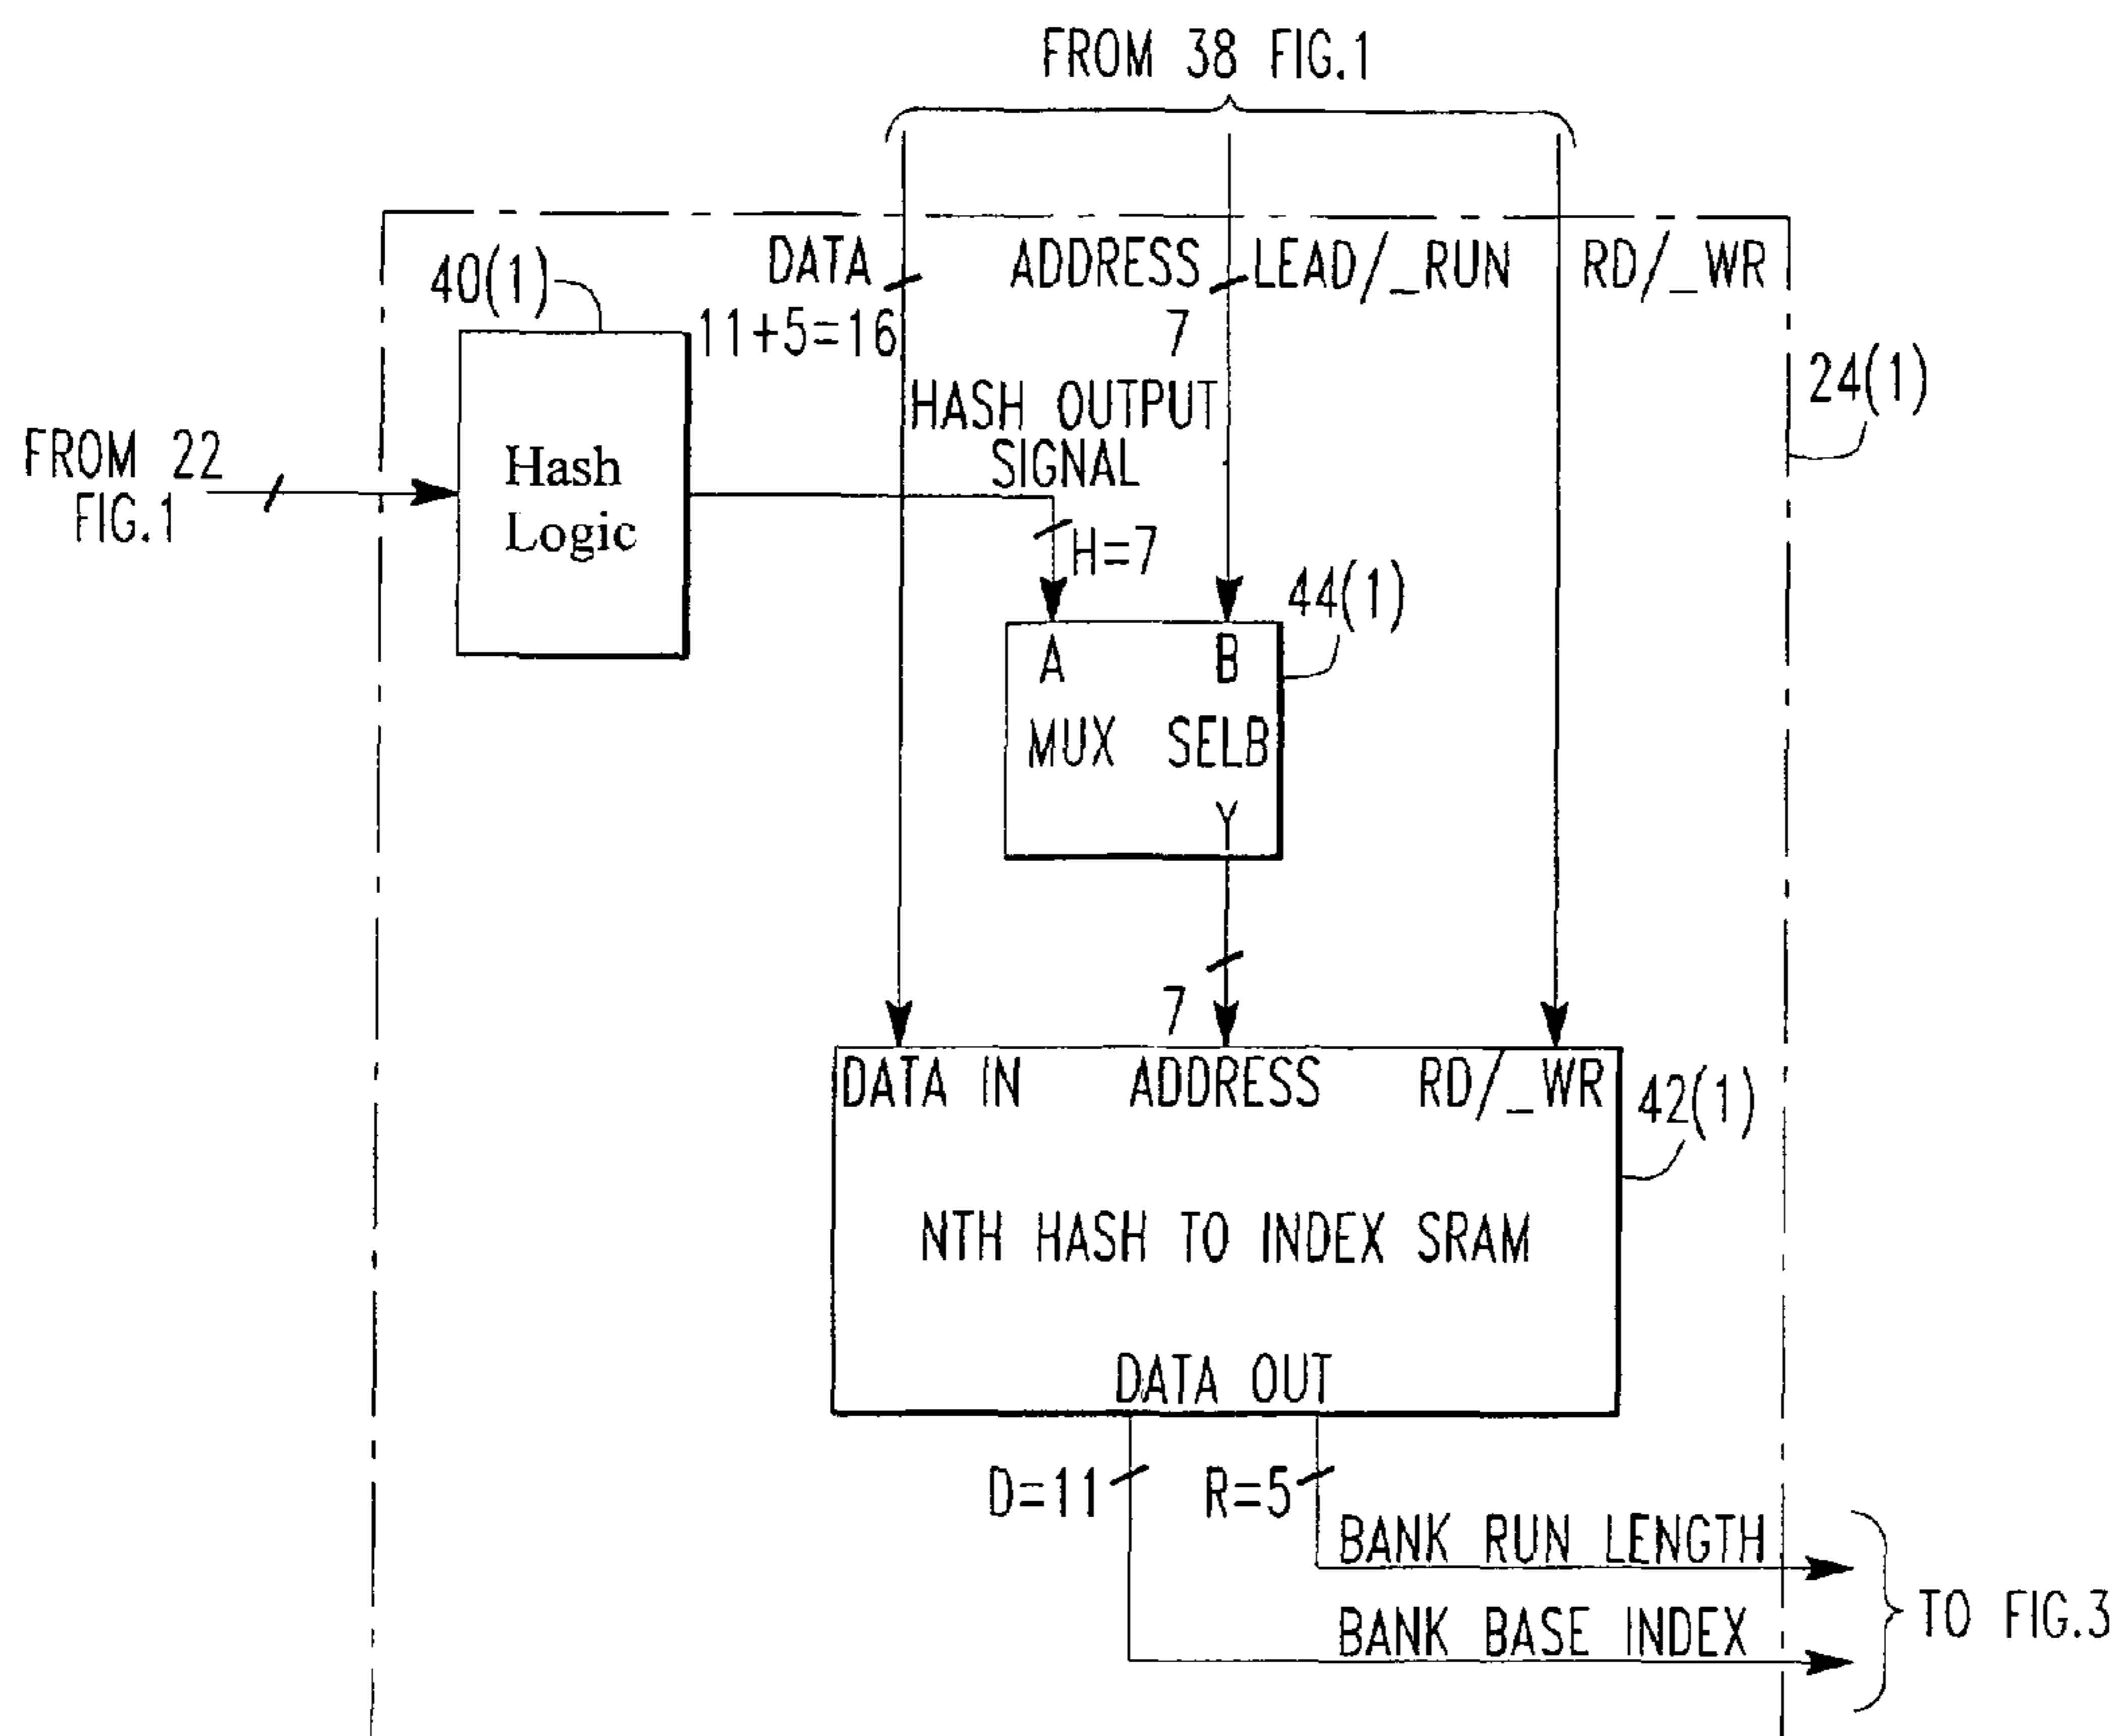 FROM 38 FIG.1
DATA
11+5=16
ADDRESS
7
LEAD/_RUN
RD/_WR
40(1)
24(1)
FROM 22
FIG.1
Hash
Logic
HASH OUTPUT
SIGNAL
H=7
44(1)
A B
MUX SELB
Y
7
DATA IN ADDRESS RD/_WR
42(1)
NTH HASH TO INDEX SRAM
DATA OUT
D=11
R=5
BANK RUN LENGTH
BANK BASE INDEX
TO FIG.3